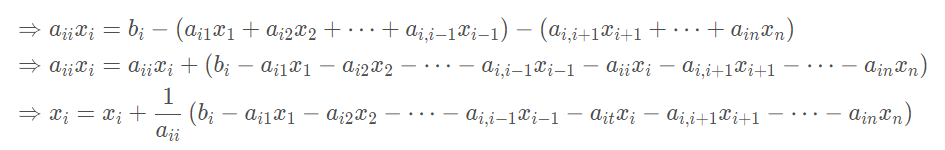 ⇒ a_{ii}x_i = b_i − (a_{i1}x_1 + a_{i2}x_2 + ⋯ + a_{i,i−1}x_{i−1}) − (a_{i,i+1}x_{i+1} + ⋯ + a_{in}x_n)
⇒ a_{ii}x_i = a_{ii}x_i + (b_i − a_{i1}x_1 − a_{i2}x_2 − ⋯ − a_{i,i−1}x_{i−1} − a_{ii}x_i − a_{i,i+1}x_{i+1} − ⋯ − a_{in}x_n)
⇒ x_i = x_i + \frac{1}{a_{ii}} (b_i − a_{i1}x_1 − a_{i2}x_2 − ⋯ − a_{i,i−1}x_{i−1} − a_{it}x_i − a_{i,i+1}x_{i+1} − ⋯ − a_{in}x_n)